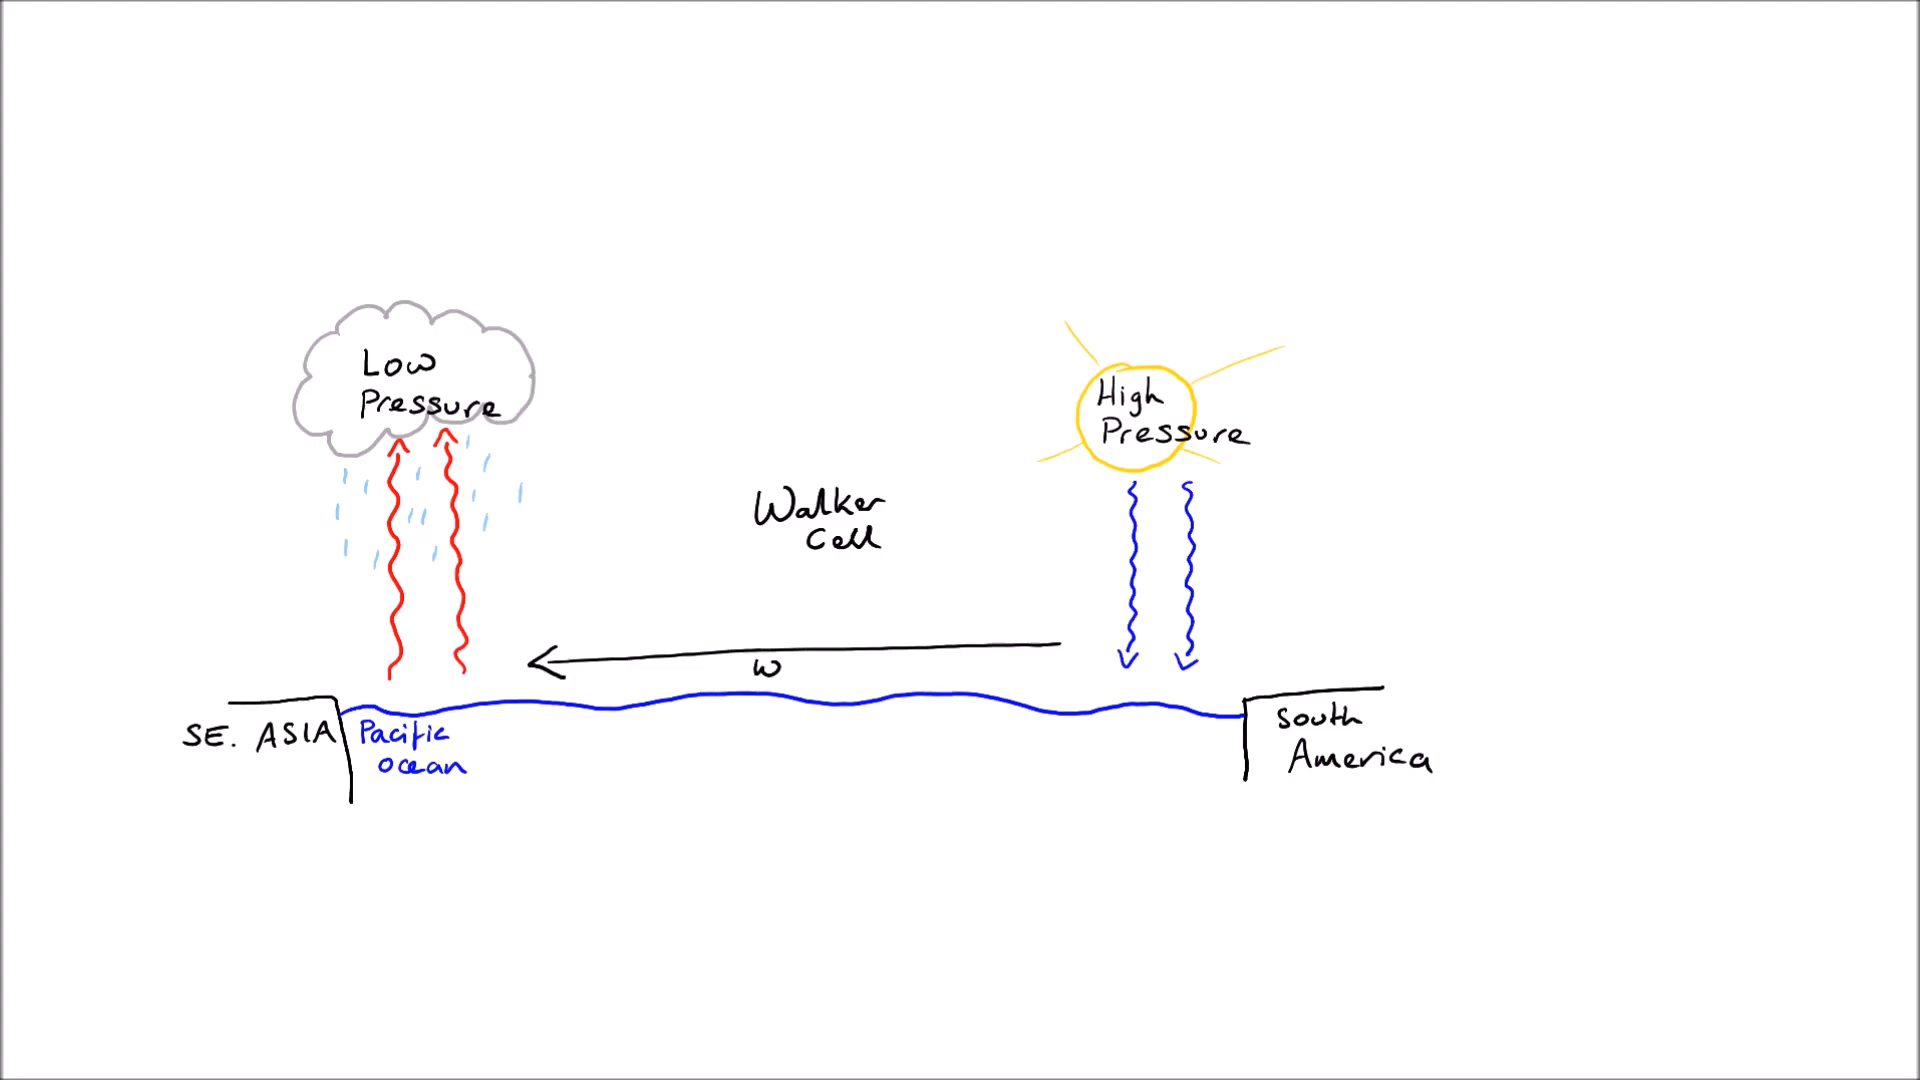 Low
Pressure
High
Pressure
Walker
Cell
w
SE. ASIA
Pacific
ocean
South
America